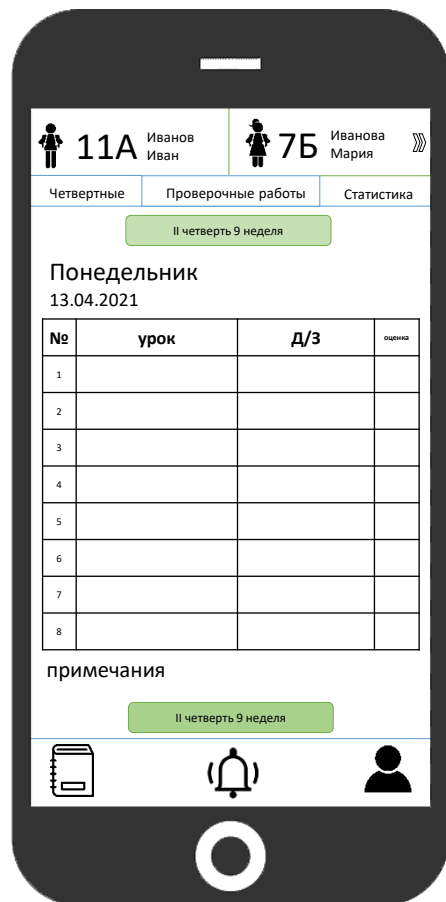 11А Иванов Иван
7Б Иванова Мария
Четвертные Проверочные работы Статистика
II четверть 9 неделя
Понедельник
13.04.2021
№ урок Д/З оценка
1
2
3
4
5
6
7
8
примечания
II четверть 9 неделя